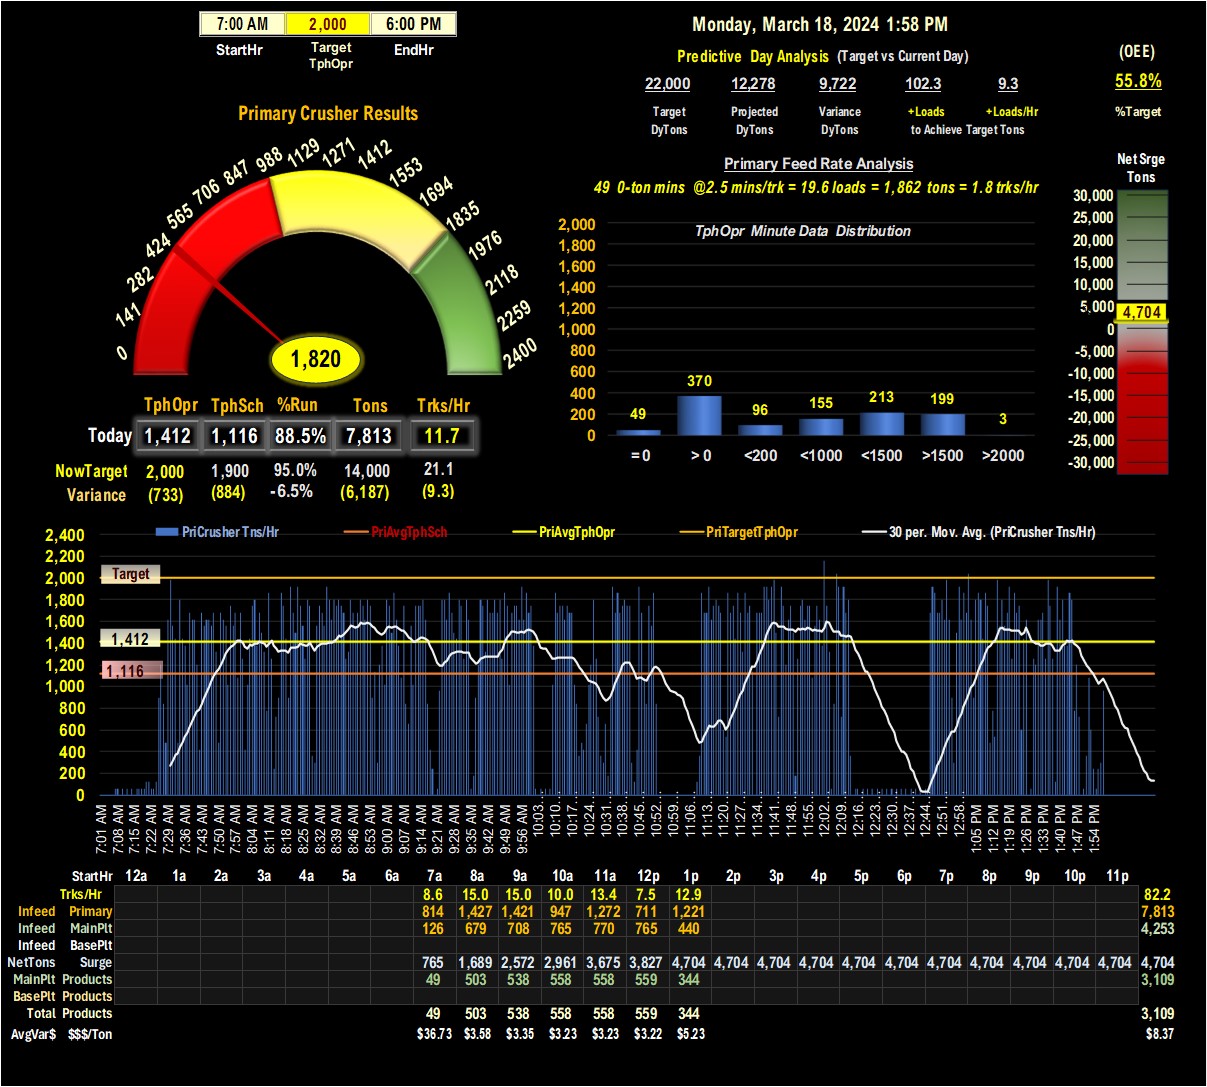 7:00 AM 2,000 6:00 PM
StartHr Target TphOpr EndHr
Monday, March 18, 2024 1:58 PM
Predictive Day Analysis (Target vs Current Day)
22,000 12,278 9,722 102.3 9.3
Target DyTons Projected DyTons Variance DyTons +Loads +Loads/Hr
to Achieve Target Tons
(OEE)
55.8%
%Target
Primary Crusher Results
0 141 282 424 565 706 847 988 1129 1271 1412 1553 1694 1835 1976 2118 2259 2400
1,820
TphOpr TphSch %Run Tons Trks/Hr
Today 1,412 1,116 88.5% 7,813 11.7
NowTarget 2,000 1,900 95.0% 14,000 21.1
Variance (733) (884) -6.5% (6,187) (9.3)
Primary Feed Rate Analysis
49 0-ton mins @2.5 mins/trk = 19.6 loads = 1,862 tons = 1.8 trks/hr
TphOpr Minute Data Distribution
2,000
1,800
1,600
1,400
1,200
1,000
800
600
400
200
0
49 370 96 155 213 199 3
= 0 > 0 <200 <1000 <1500 >1500 >2000
Net Srge
Tons
30,000
25,000
20,000
15,000
10,000
5,000
4,704
0
-5,000
-10,000
-15,000
-20,000
-25,000
-30,000
PriCrusher Tns/Hr PriAvgTphSch PriAvgTphOpr PriTargetTphOpr 30 per. Mov. Avg. (PriCrusher Tns/Hr)
2,400
2,200
2,000
1,800
1,600
1,400
1,200
1,000
800
600
400
200
0
Target
1,412
1,116
7:01 AM 7:08 AM 7:15 AM 7:22 AM 7:29 AM 7:36 AM 7:43 AM 7:50 AM 7:57 AM 8:04 AM 8:11 AM 8:18 AM 8:25 AM 8:32 AM 8:39 AM 8:46 AM 8:53 AM 9:00 AM 9:07 AM 9:14 AM 9:21 AM 9:28 AM 9:35 AM 9:42 AM 9:49 AM 9:56 AM 10:03… 10:10… 10:17… 10:24… 10:31… 10:38… 10:45… 10:52… 10:59… 11:06… 11:13… 11:20… 11:27… 11:34… 11:41… 11:48… 11:55… 12:02… 12:09… 12:16… 12:23… 12:30… 12:37… 12:44… 12:51… 12:58… 1:05 PM 1:12 PM 1:19 PM 1:26 PM 1:33 PM 1:40 PM 1:47 PM 1:54 PM
StartHr 12a 1a 2a 3a 4a 5a 6a 7a 8a 9a 10a 11a 12p 1p 2p 3p 4p 5p 6p 7p 8p 9p 10p 11p
Trks/Hr 8.6 15.0 15.0 10.0 13.4 7.5 12.9 82.2
Infeed Primary 814 1,427 1,421 947 1,272 711 1,221 7,813
Infeed MainPlt 126 679 708 765 770 765 440 4,253
Infeed BasePlt
NetTons Surge 765 1,689 2,572 2,961 3,675 3,827 4,704 4,704 4,704 4,704 4,704 4,704 4,704 4,704 4,704 4,704 4,704 4,704
MainPlt Products 49 503 538 558 558 559 344 3,109
BasePlt Products
Total Products 49 503 538 558 558 559 344 3,109
AvgVar$ $$$/Ton $36.73 $3.58 $3.35 $3.23 $3.23 $3.22 $5.23 $8.37